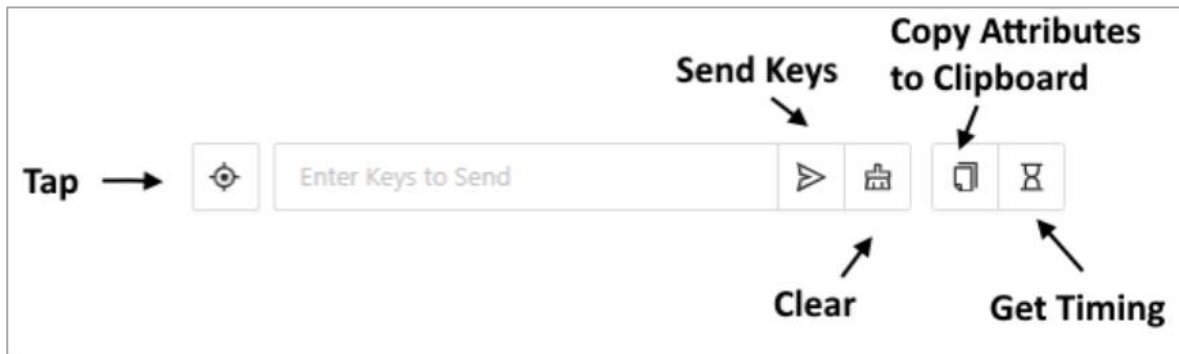 Copy Attributes
to Clipboard
Send Keys
Tap
Enter Keys to Send
Clear
Get Timing